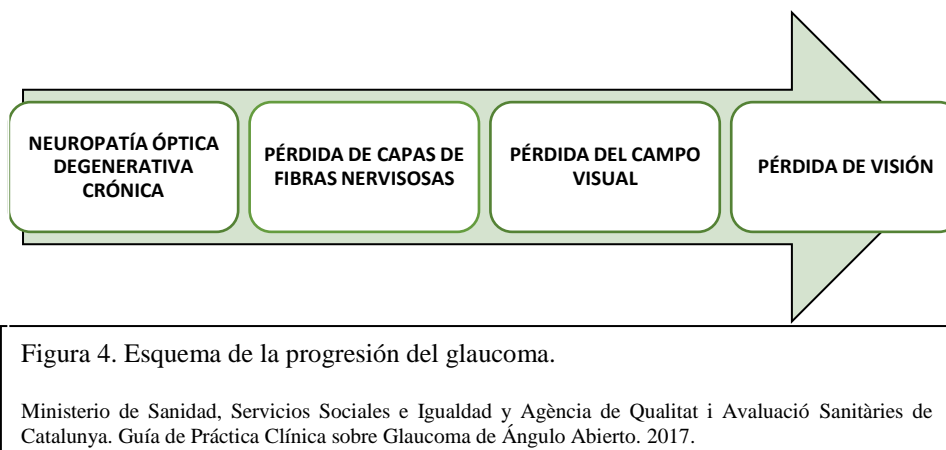 NEUROPATÍA ÓPTICA
DEGENERATIVA
CRÓNICA
PÉRDIDA DE CAPAS DE
FIBRAS NERVISOSAS
PÉRDIDA DEL CAMPO
VISUAL
PÉRDIDA DE VISIÓN
Figura 4. Esquema de la progresión del glaucoma.
Ministerio de Sanidad, Servicios Sociales e Igualdad y Agència de Qualitat i Avaluació Sanitàries de
Catalunya. Guía de Práctica Clínica sobre Glaucoma de Ángulo Abierto. 2017.